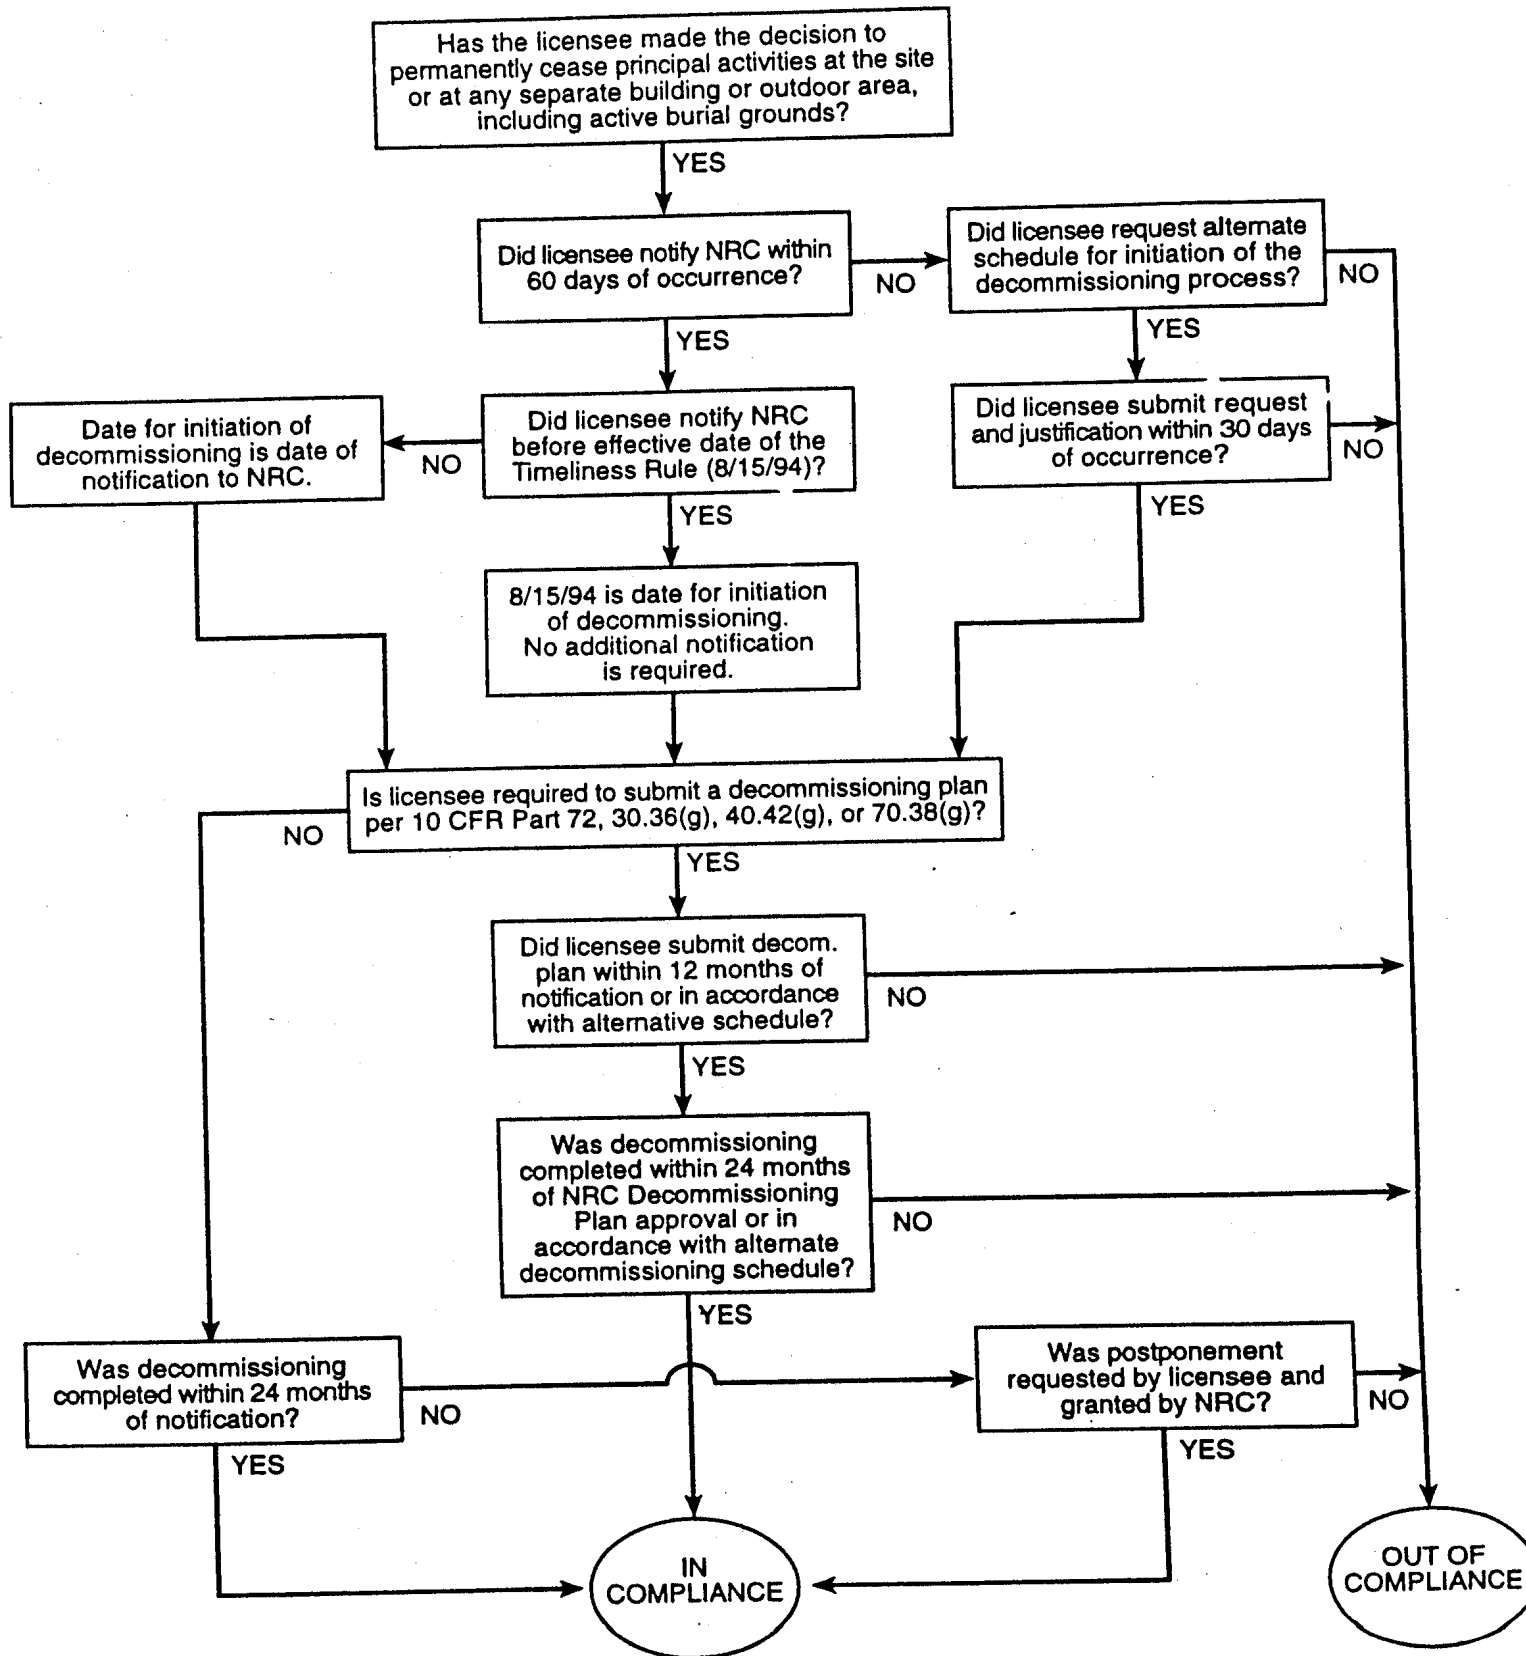 Has the licensee made the decision to
permanently cease principal activities at the site
or at any separate building or outdoor area,
including active burial grounds?
YES
Did licensee notify NRC within
60 days of occurrence?
NO
Did licensee request alternate
schedule for initiation of the
decommissioning process?
NO
YES
YES
Date for initiation of
decommissioning is date of
notification to NRC.
NO
Did licensee notify NRC
before effective date of the
Timeliness Rule (8/15/94)?
Did licensee submit request
and justification within 30 days
of occurrence?
NO
YES
YES
8/15/94 is date for initiation
of decommissioning.
No additional notification
is required.
Is licensee required to submit a decommissioning plan
per 10 CFR Part 72, 30.36(g), 40.42(g), or 70.38(g)?
NO
YES
Did licensee submit decom.
plan within 12 months of
notification or in accordance
with alternative schedule?
NO
YES
Was decommissioning
completed within 24 months
of NRC Decommissioning
Plan approval or in
accordance with alternate
decommissioning schedule?
NO
YES
Was decommissioning
completed within 24 months
of notification?
NO
YES
Was postponement
requested by licensee and
granted by NRC?
NO
YES
IN
COMPLIANCE
OUT OF
COMPLIANCE